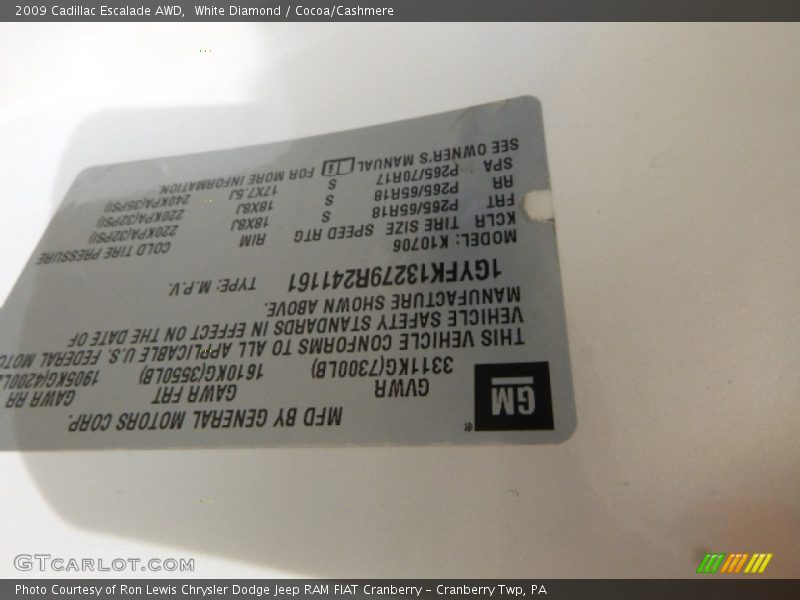 2009 Cadillac Escalade AWD, White Diamond / Cocoa/Cashmere
GM
®
MFD BY GENERAL MOTORS CORP.
GVWR GAWR FRT GAWR RR
3311KG(7300LB) 1610KG(3550LB) 1905KG(4200L
THIS VEHICLE CONFORMS TO ALL APPLICABLE U.S. FEDERAL MOTO
VEHICLE SAFETY STANDARDS IN EFFECT ON THE DATE OF
MANUFACTURE SHOWN ABOVE.
1GYFK13279R241161 TYPE: M.P.V.
MODEL: K10706
KCLR TIRE SIZE SPEED RTG RIM COLD TIRE PRESSURE
FRT P265/65R18 S 18X8J 220KPA(32PSI)
RR P265/65R18 S 18X8J 220KPA(32PSI)
SPA P265/70R17 S 17X7.5J 240KPA(35PSI)
SEE OWNER'S MANUAL FOR MORE INFORMATION.
GTcarlot.com
Photo Courtesy of Ron Lewis Chrysler Dodge Jeep RAM FIAT Cranberry - Cranberry Twp, PA